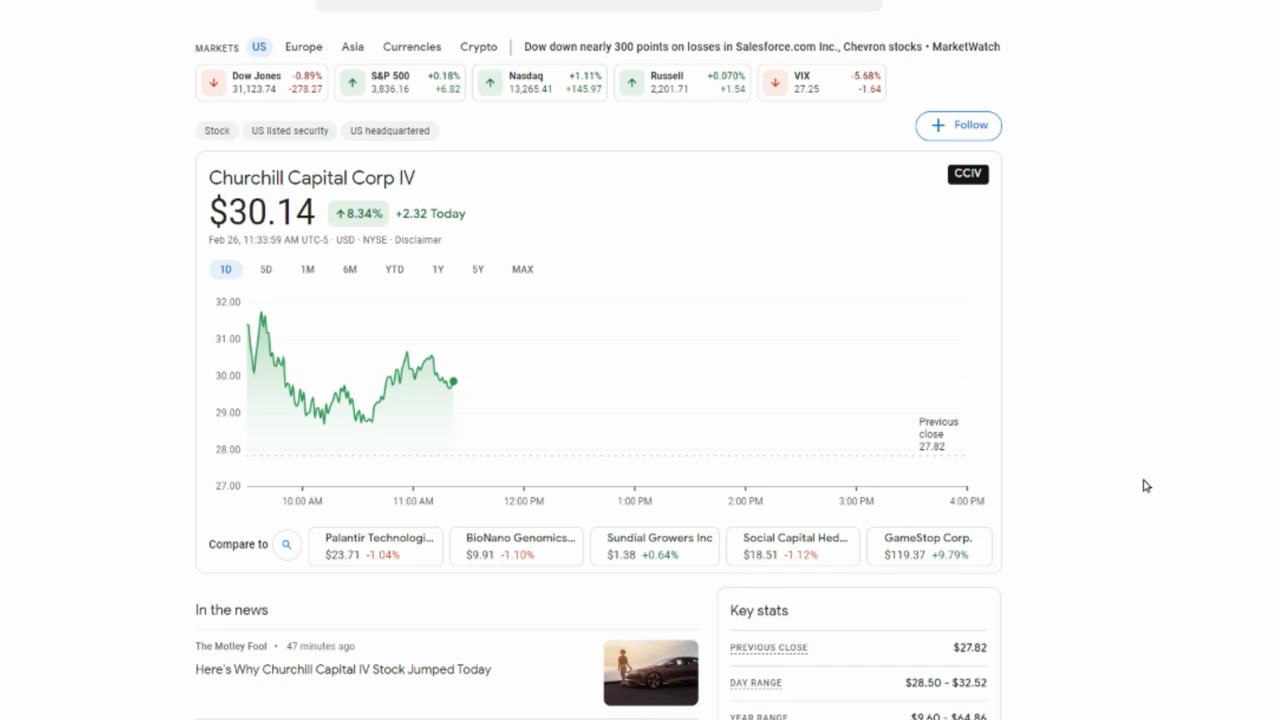 MARKETS US Europe Asia Currencies Crypto Dow down nearly 300 points on losses in Salesforce.com Inc., Chevron stocks • MarketWatch
Dow Jones -0.89% S&P 500 +0.18% Nasdaq +1.11% Russell +0.070% VIX -5.68%
31,123.74 -278.27 3,836.16 +6.82 13,265.41 +145.97 2,201.71 +1.54 27.25 -1.64
Stock US listed security US headquartered
Follow
Churchill Capital Corp IV CCIV
$30.14 8.34% +2.32 Today
Feb 26, 11:33:59 AM UTC-5 · USD · NYSE · Disclaimer
1D 5D 1M 6M YTD 1Y 5Y MAX
32.00
31.00
30.00
29.00
28.00
27.00
Previous
close
27.82
10:00 AM 11:00 AM 12:00 PM 1:00 PM 2:00 PM 3:00 PM 4:00 PM
Compare to
Palantir Technologi... BioNano Genomics... Sundial Growers Inc Social Capital Hed... GameStop Corp.
$23.71 -1.04% $9.91 -1.10% $1.38 +0.64% $18.51 -1.12% $119.37 +9.79%
In the news
The Motley Fool • 47 minutes ago
Here's Why Churchill Capital IV Stock Jumped Today
Key stats
PREVIOUS CLOSE $27.82
DAY RANGE $28.50 - $32.52
YEAR RANGE $9.60 - $64.86